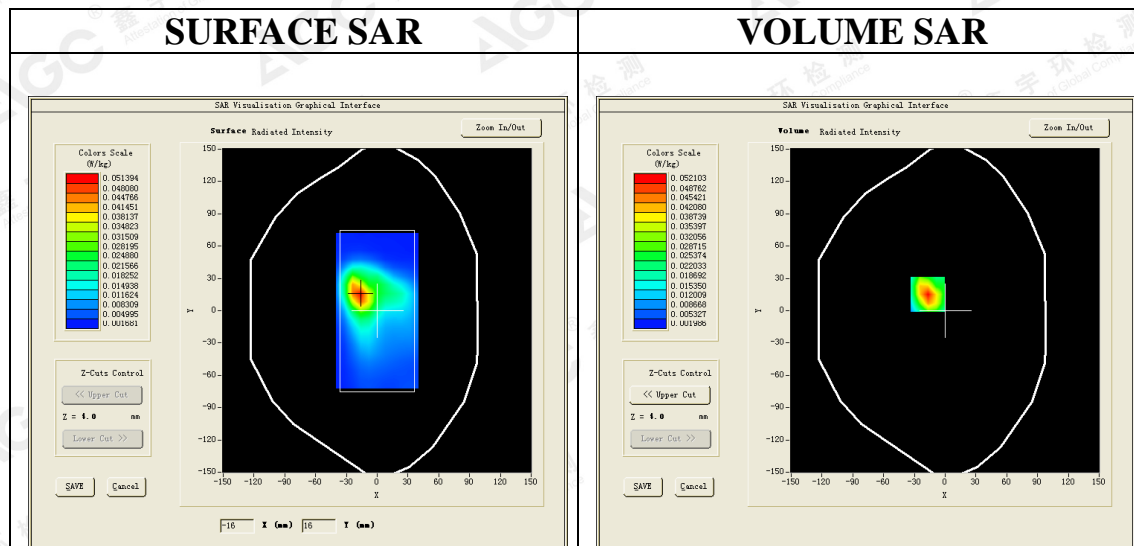 SURFACE SAR
VOLUME SAR
SAR Visualisation Graphical Interface
Surface Radiated Intensity
Zoom In/Out
Colors Scale
(W/kg)
0.051394
0.048080
0.044766
0.041451
0.038137
0.034823
0.031509
0.028195
0.024880
0.021566
0.018252
0.014938
0.011624
0.008309
0.004995
0.001681
150
120
90
60
30
0
-30
-60
-90
-120
-150
Y
-150 -120 -90 -60 -30 0 30 60 90 120 150
X
Z-Cuts Control
<< Upper Cut
Z = 4.0 mm
Lower Cut >>
SAVE
Cancel
-16 X (mm) 16 Y (mm)
SAR Visualisation Graphical Interface
Volume Radiated Intensity
Zoom In/Out
Colors Scale
(W/kg)
0.052103
0.048762
0.045421
0.042080
0.038739
0.035397
0.032056
0.028715
0.025374
0.022033
0.018692
0.015350
0.012009
0.008668
0.005327
0.001986
150
120
90
60
30
0
-30
-60
-90
-120
-150
Y
-150 -120 -90 -60 -30 0 30 60 90 120 150
X
Z-Cuts Control
<< Upper Cut
Z = 4.0 mm
Lower Cut >>
SAVE
Cancel
AGC